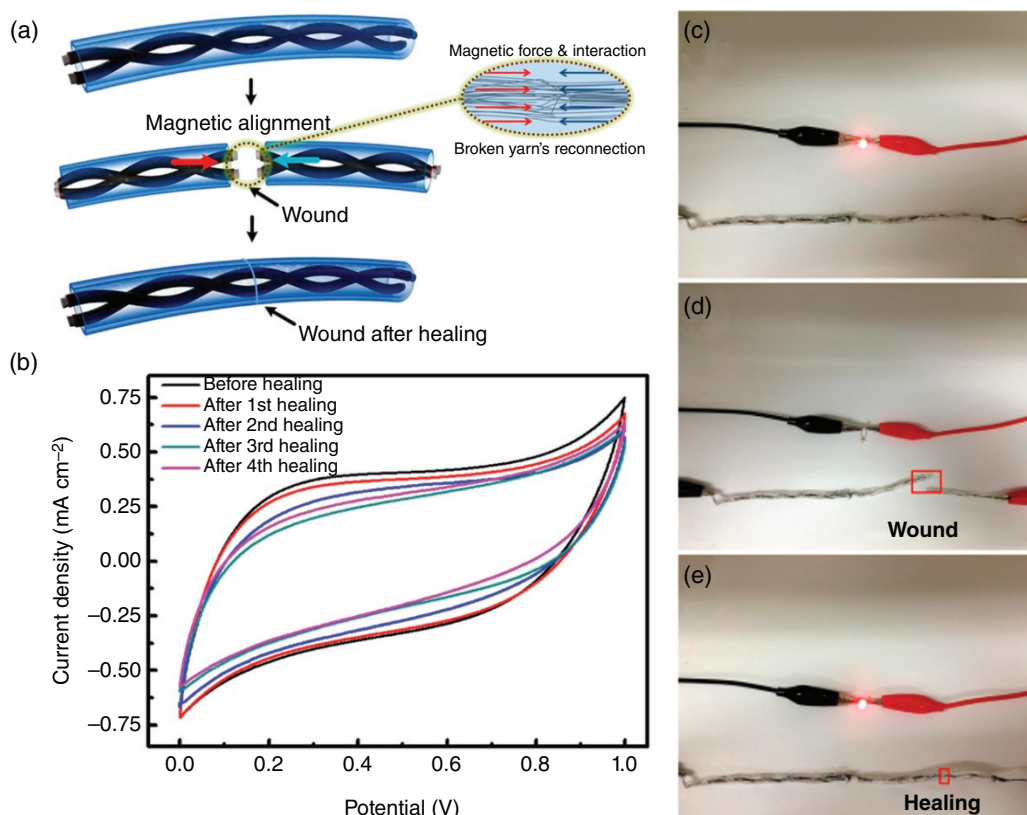 (a)
Magnetic force & interaction
Magnetic alignment
Broken yarn's reconnection
Wound
Wound after healing
(b)
Before healing
After 1st healing
After 2nd healing
After 3rd healing
After 4th healing
0.75
0.50
0.25
0.00
–0.25
–0.50
–0.75
Current density (mA cm–2)
0.0 0.2 0.4 0.6 0.8 1.0
Potential (V)
(c)
(d)
Wound
(e)
Healing